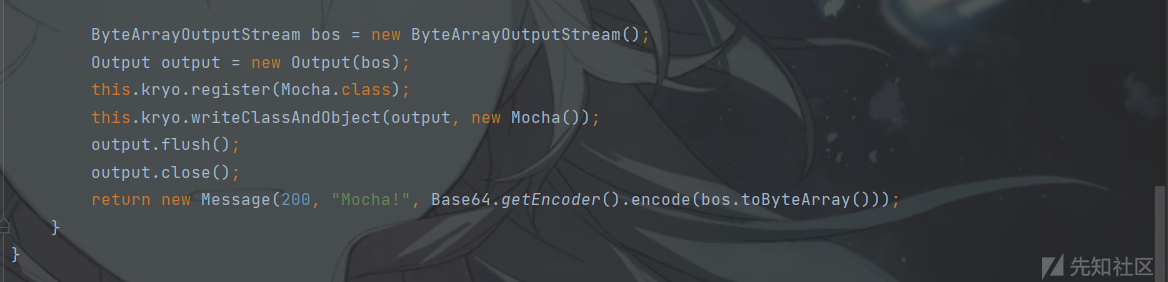 ByteArrayOutputStream bos = new ByteArrayOutputStream();
Output output = new Output(bos);
this.kryo.register(Mocha.class);
this.kryo.writeClassAndObject(output, new Mocha());
output.flush();
output.close();
return new Message(200, "Mocha!", Base64.getEncoder().encode(bos.toByteArray()));
}
}
先知社区